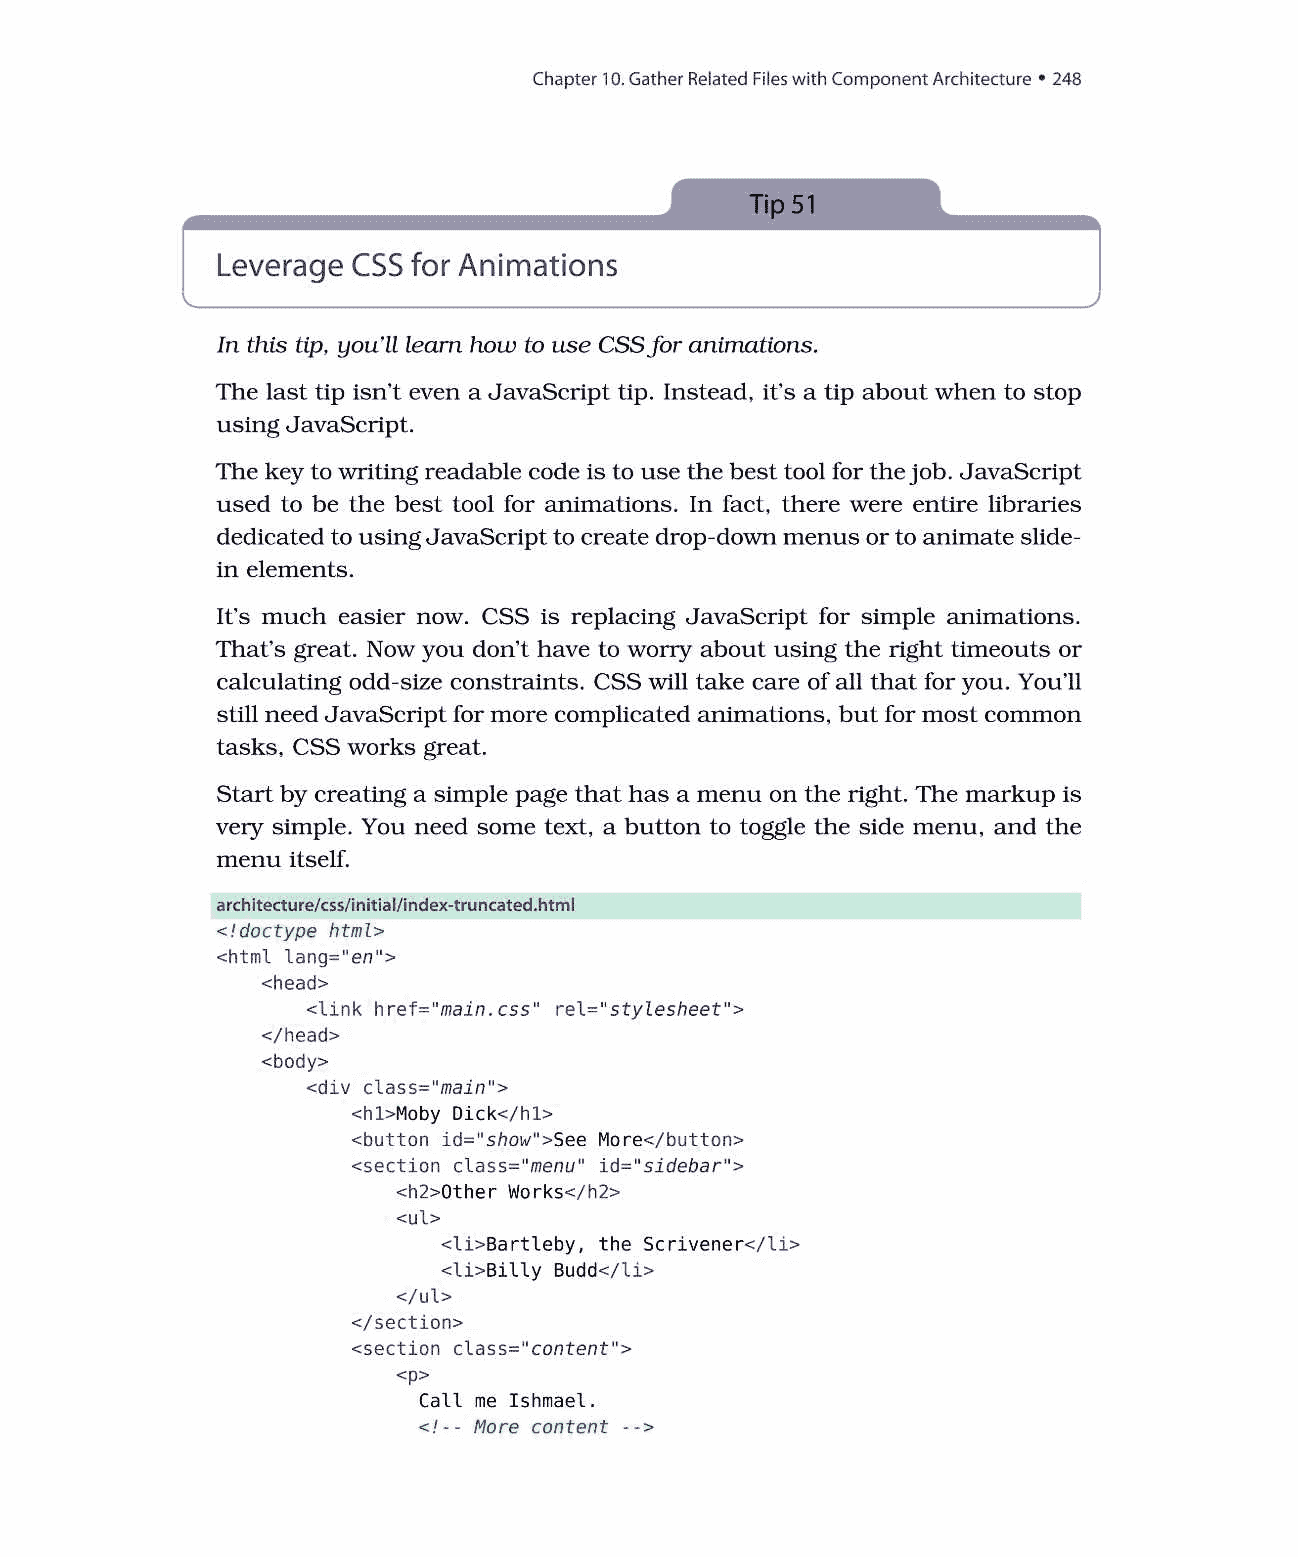 Chapter 10. Gather Related Files with Component Architecture • 248
Tip 51
Leverage CSS for Animations
In this tip, you'll learn how to use CSS for animations.
The last tip isn't even a JavaScript tip. Instead, it's a tip about when to stop
using JavaScript.
The key to writing readable code is to use the best tool for the job. JavaScript
used to be the best tool for animations. In fact, there were entire libraries
dedicated to using JavaScript to create drop-down menus or to animate slide-
in elements.
It's much easier now. CSS is replacing JavaScript for simple animations.
That's great. Now you don't have to worry about using the right timeouts or
calculating odd-size constraints. CSS will take care of all that for you. You'll
still need JavaScript for more complicated animations, but for most common
tasks, CSS works great.
Start by creating a simple page that has a menu on the right. The markup is
very simple. You need some text, a button to toggle the side menu, and the
menu itself.
architecture/css/initial/index-truncated.html
<!doctype html>
<html lang="en">
    <head>
        <link href="main.css" rel="stylesheet">
    </head>
    <body>
        <div class="main">
            <h1>Moby Dick</h1>
            <button id="show">See More</button>
            <section class="menu" id="sidebar">
                <h2>Other Works</h2>
                <ul>
                    <li>Bartleby, the Scrivener</li>
                    <li>Billy Budd</li>
                </ul>
            </section>
            <section class="content">
                <p>
                  Call me Ishmael.
                  <!-- More content -->